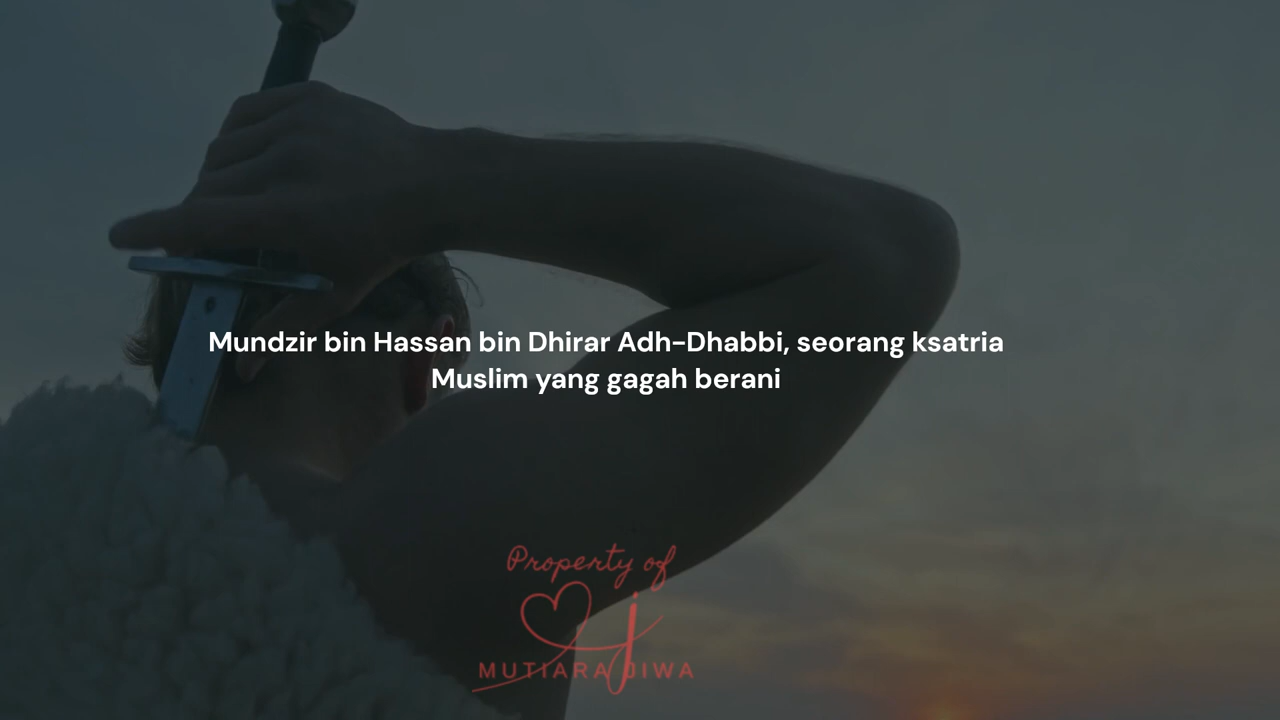 Mundzir bin Hassan bin Dhirar Adh-Dhabbi, seorang ksatria
Muslim yang gagah berani
Property of
MUTIARA JIWA